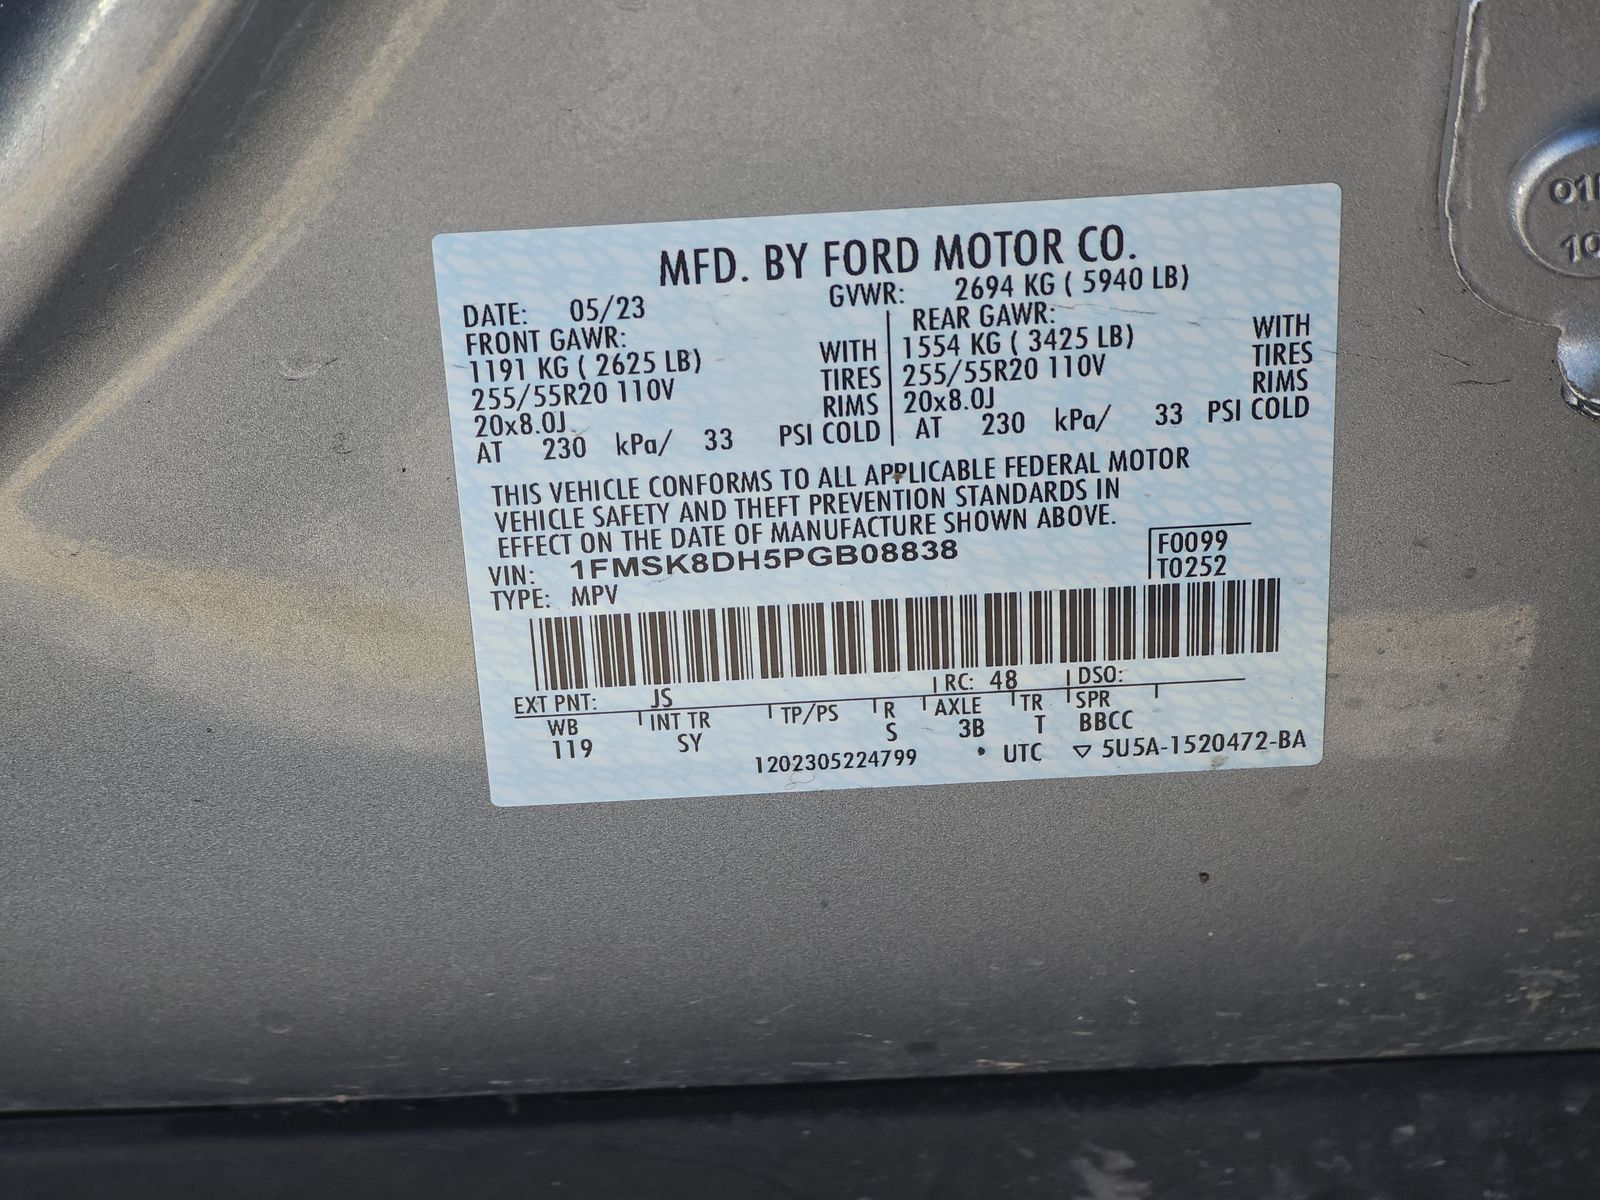 MFD. BY FORD MOTOR CO.
DATE: 05/23 GVWR: 2694 KG ( 5940 LB)
FRONT GAWR: REAR GAWR:
1191 KG ( 2625 LB) WITH 1554 KG ( 3425 LB) WITH
255/55R20 110V TIRES 255/55R20 110V TIRES
20x8.0J RIMS 20x8.0J RIMS
AT 230 kPa/ 33 PSI COLD AT 230 kPa/ 33 PSI COLD
THIS VEHICLE CONFORMS TO ALL APPLICABLE FEDERAL MOTOR
VEHICLE SAFETY AND THEFT PREVENTION STANDARDS IN
EFFECT ON THE DATE OF MANUFACTURE SHOWN ABOVE.
VIN: 1FMSK8DH5PGB08838 F0099
TYPE: MPV T0252
EXT PNT: JS RC: 48 DSO:
WB INT TR TP/PS R AXLE TR SPR
119 SY S 3B T BBCC
1202305224799 • UTC ▽ 5U5A-1520472-BA